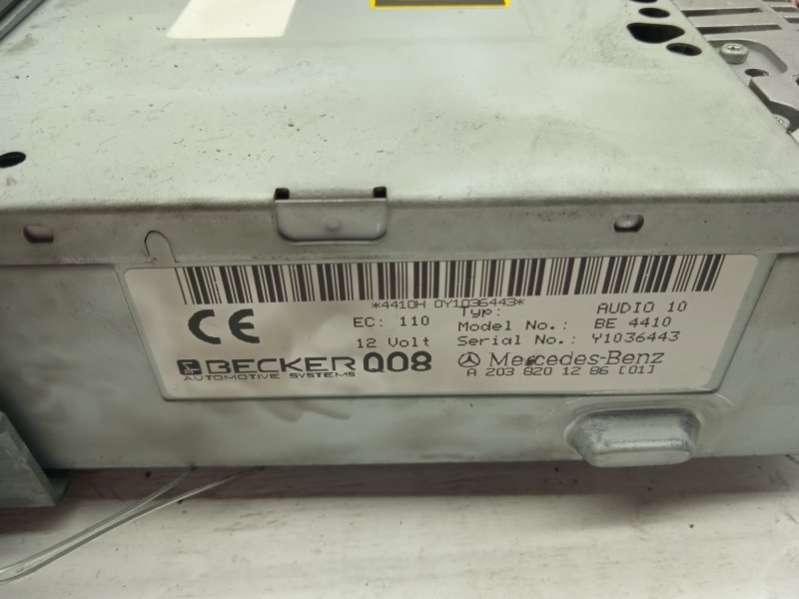 *4410H 0Y1036443*
Typ: AUDIO 10
EC: 110 Model No.: BE 4410
12 Volt Serial No.: Y1036443
CE
BECKER 008 Mercedes-Benz
AUTOMOTIVE SYSTEMS A 203 820 12 86 [01]